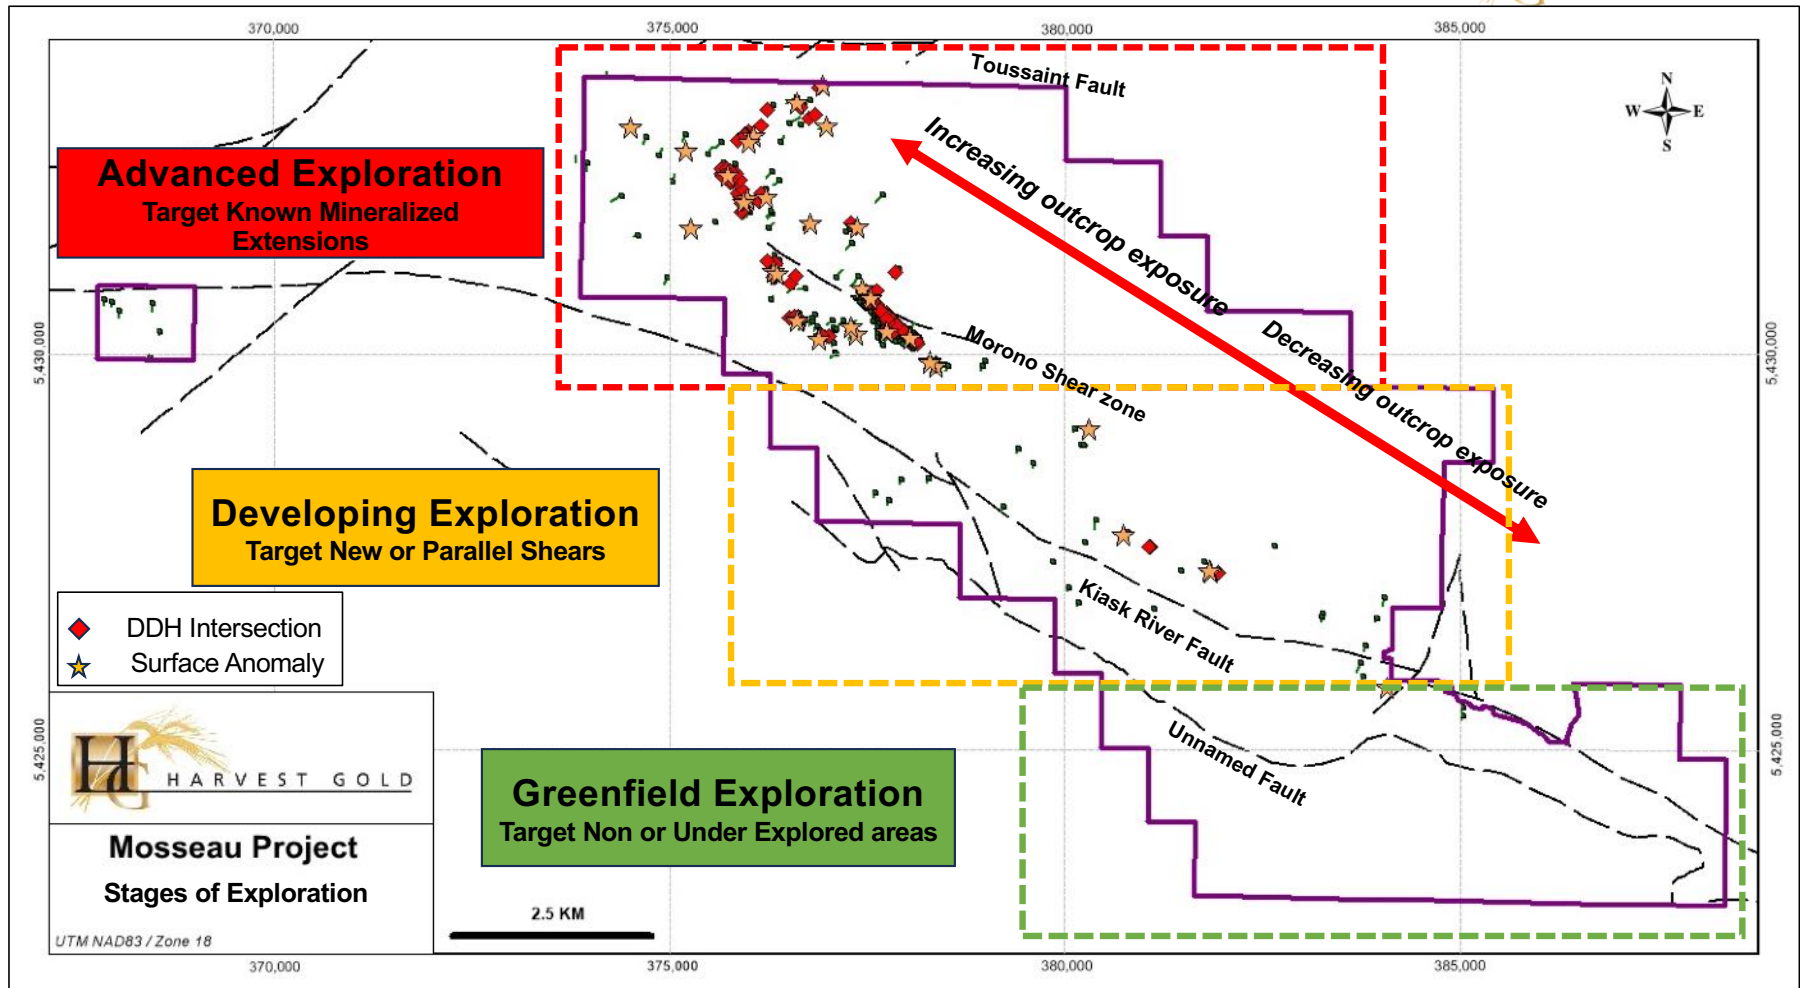 370,000
375,000
380,000
385,000
Toussaint Fault
N
W
E
S
Increasing outcrop exposure
Advanced Exploration
Target Known Mineralized
Extensions
5,430,000
5,430,000
Decreasing outcrop exposure
Morono Shear zone
Developing Exploration
Target New or Parallel Shears
Kiask River Fault
DDH Intersection
Surface Anomaly
Unnamed Fault
5,425,000
5,425,000
HG
HARVEST GOLD
Greenfield Exploration
Target Non or Under Explored areas
Mosseau Project
Stages of Exploration
2.5 KM
UTM NAD83 / Zone 18
370,000
375,000
380,000
385,000